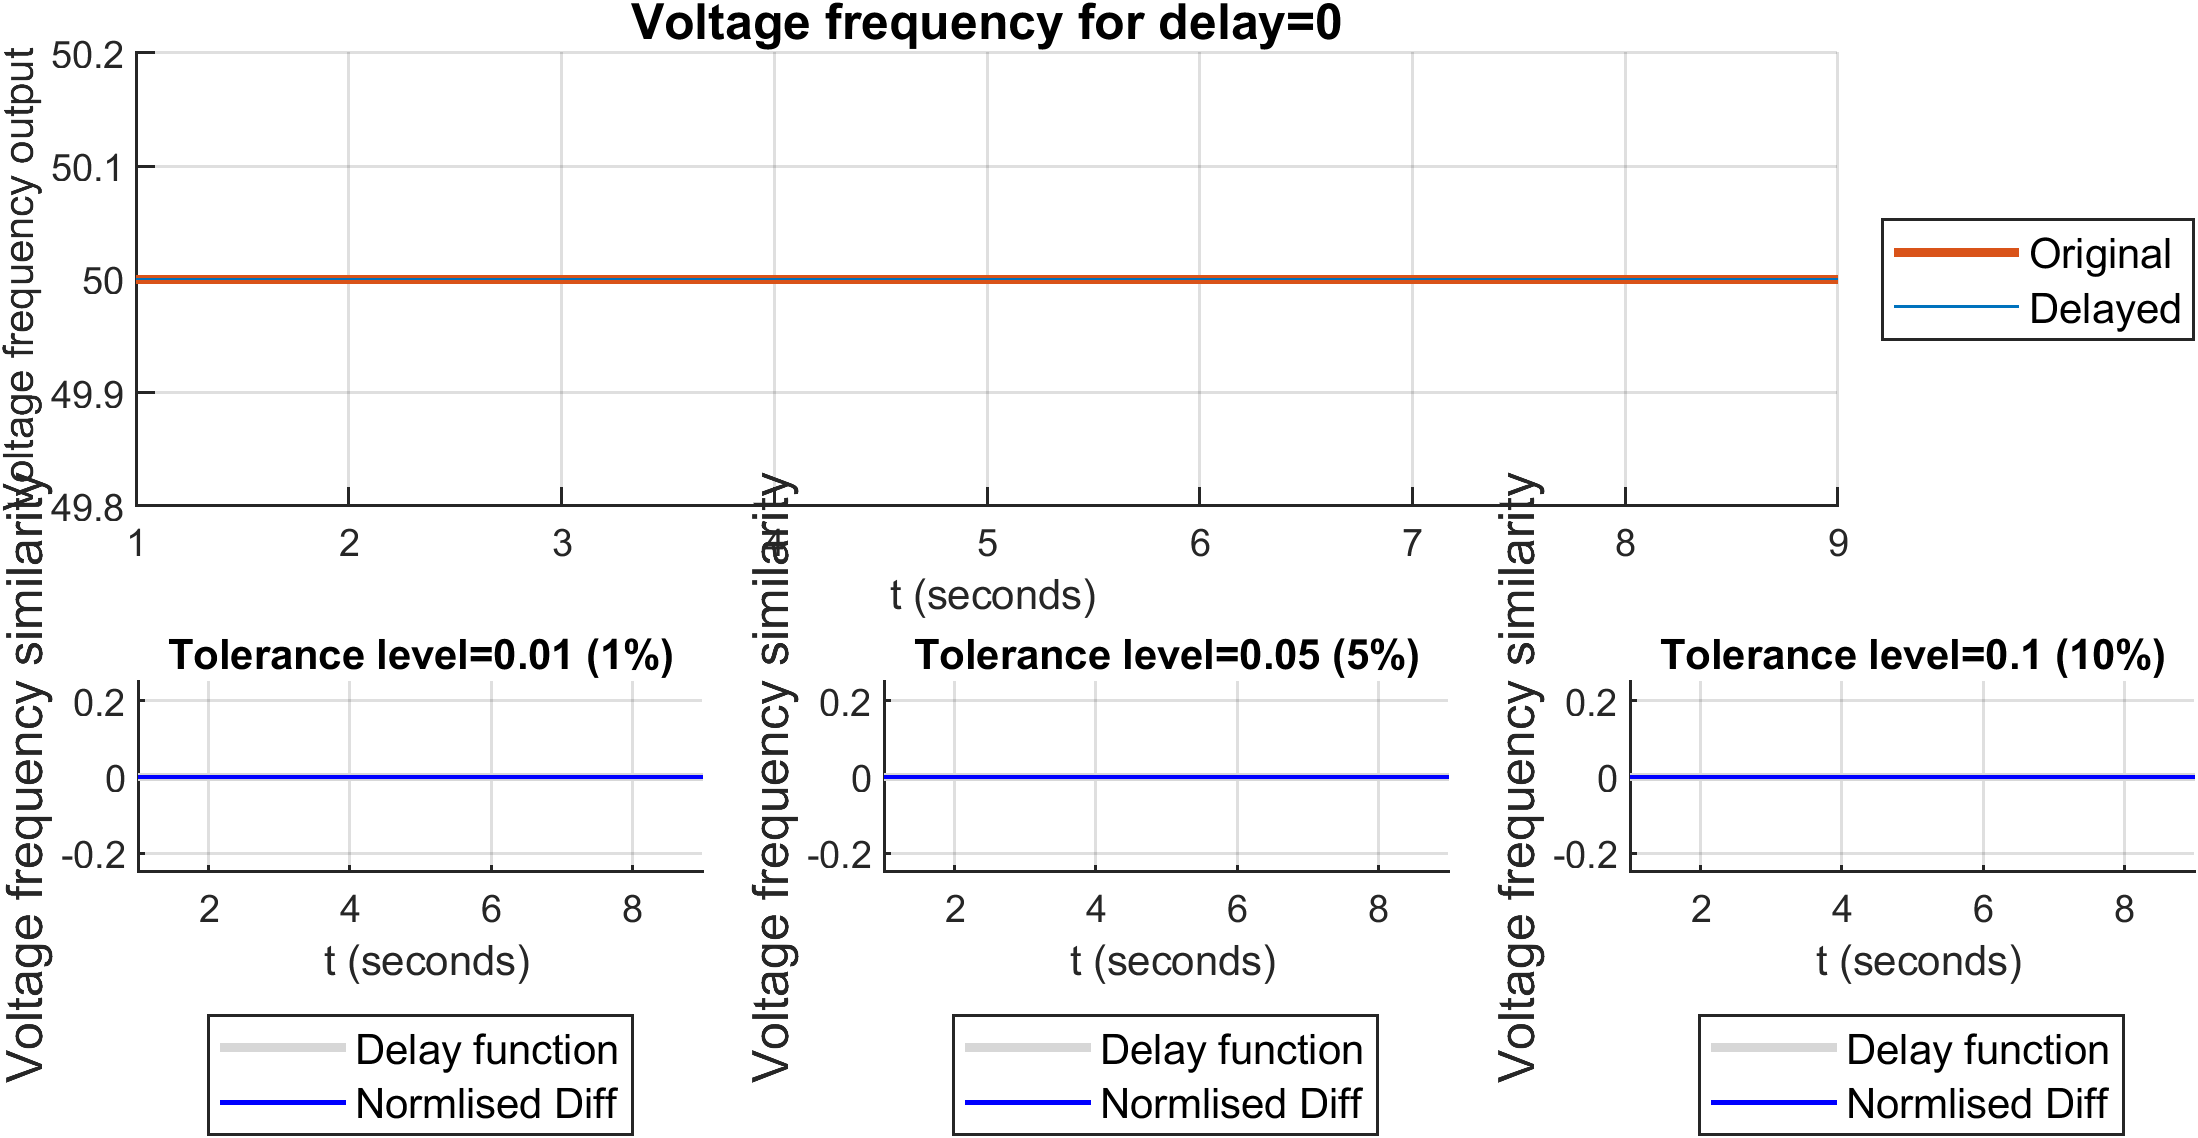 Voltage frequency for delay=0
Voltage frequency output
50.2
50.1
50
49.9
49.8
1 2 3 4 5 6 7 8 9
t (seconds)
Original
Delayed
Tolerance level=0.01 (1%)
Voltage frequency similarity
0.2
0
-0.2
2 4 6 8
t (seconds)
Delay function
Normlised Diff
Tolerance level=0.05 (5%)
Voltage frequency similarity
0.2
0
-0.2
2 4 6 8
t (seconds)
Delay function
Normlised Diff
Tolerance level=0.1 (10%)
Voltage frequency similarity
0.2
0
-0.2
2 4 6 8
t (seconds)
Delay function
Normlised Diff